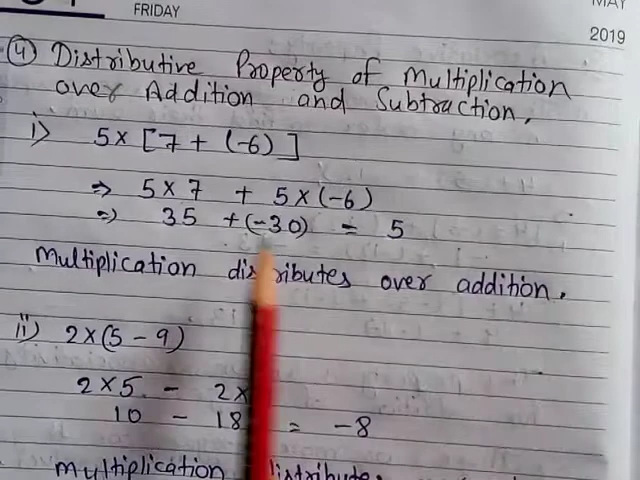 FRIDAY
MAY
2019
(4) Distributive Property of Multiplication
over Addition and Subtraction.
i) 5 × [7 + (-6)]
⇒ 5 × 7 + 5 × (-6)
⇒ 35 + (-30) = 5
Multiplication distributes over addition.
ii) 2 × (5 - 9)
2 × 5 - 2 ×
10 - 18 = -8
Multiplication